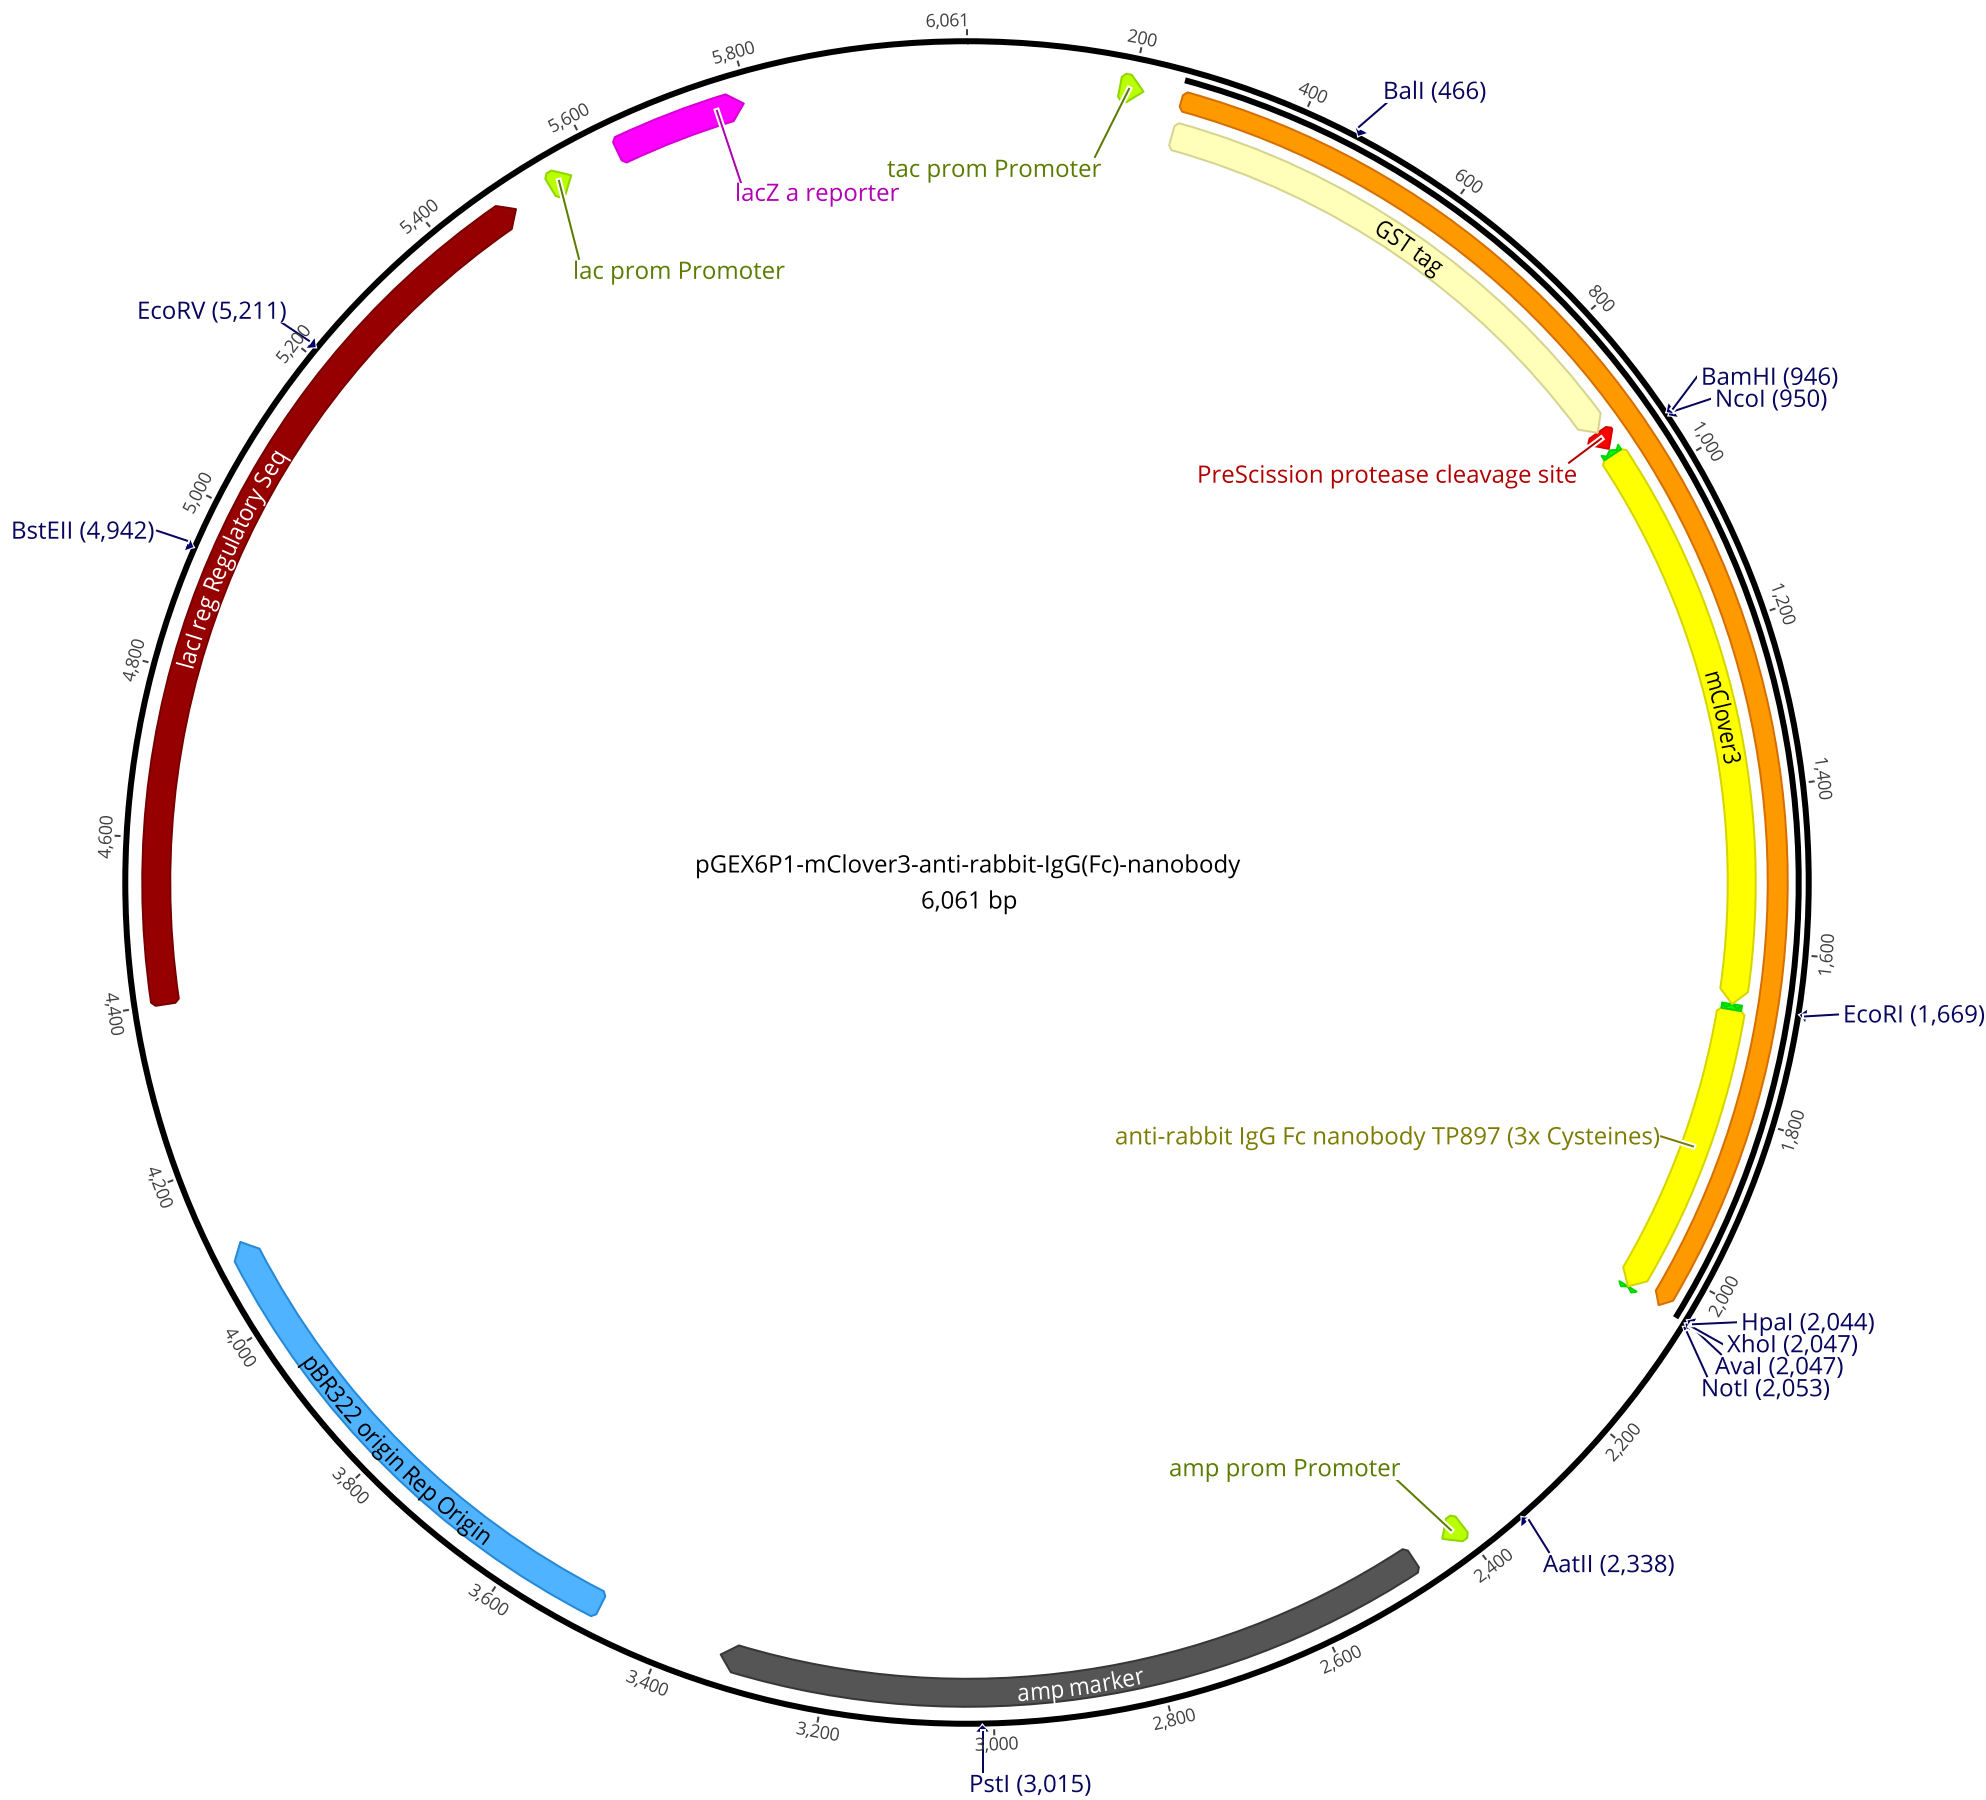 6,061
200
400
BalI (466)
600
800
BamHI (946)
NcoI (950)
1,000
1,200
1,400
1,600
EcoRI (1,669)
1,800
2,000
HpaI (2,044)
XhoI (2,047)
AvaI (2,047)
NotI (2,053)
2,200
AatII (2,338)
2,400
2,600
2,800
3,000
PstI (3,015)
3,200
3,400
3,600
3,800
4,000
4,200
4,400
4,600
4,800
BstEII (4,942)
5,000
5,200
EcoRV (5,211)
5,400
5,600
5,800
tac prom Promoter
GST tag
PreScission protease cleavage site
mClover3
anti-rabbit IgG Fc nanobody TP897 (3x Cysteines)
amp prom Promoter
amp marker
pBR322 origin Rep Origin
lacI reg Regulatory Seq
lac prom Promoter
lacZ a reporter
pGEX6P1-mClover3-anti-rabbit-IgG(Fc)-nanobody
6,061 bp